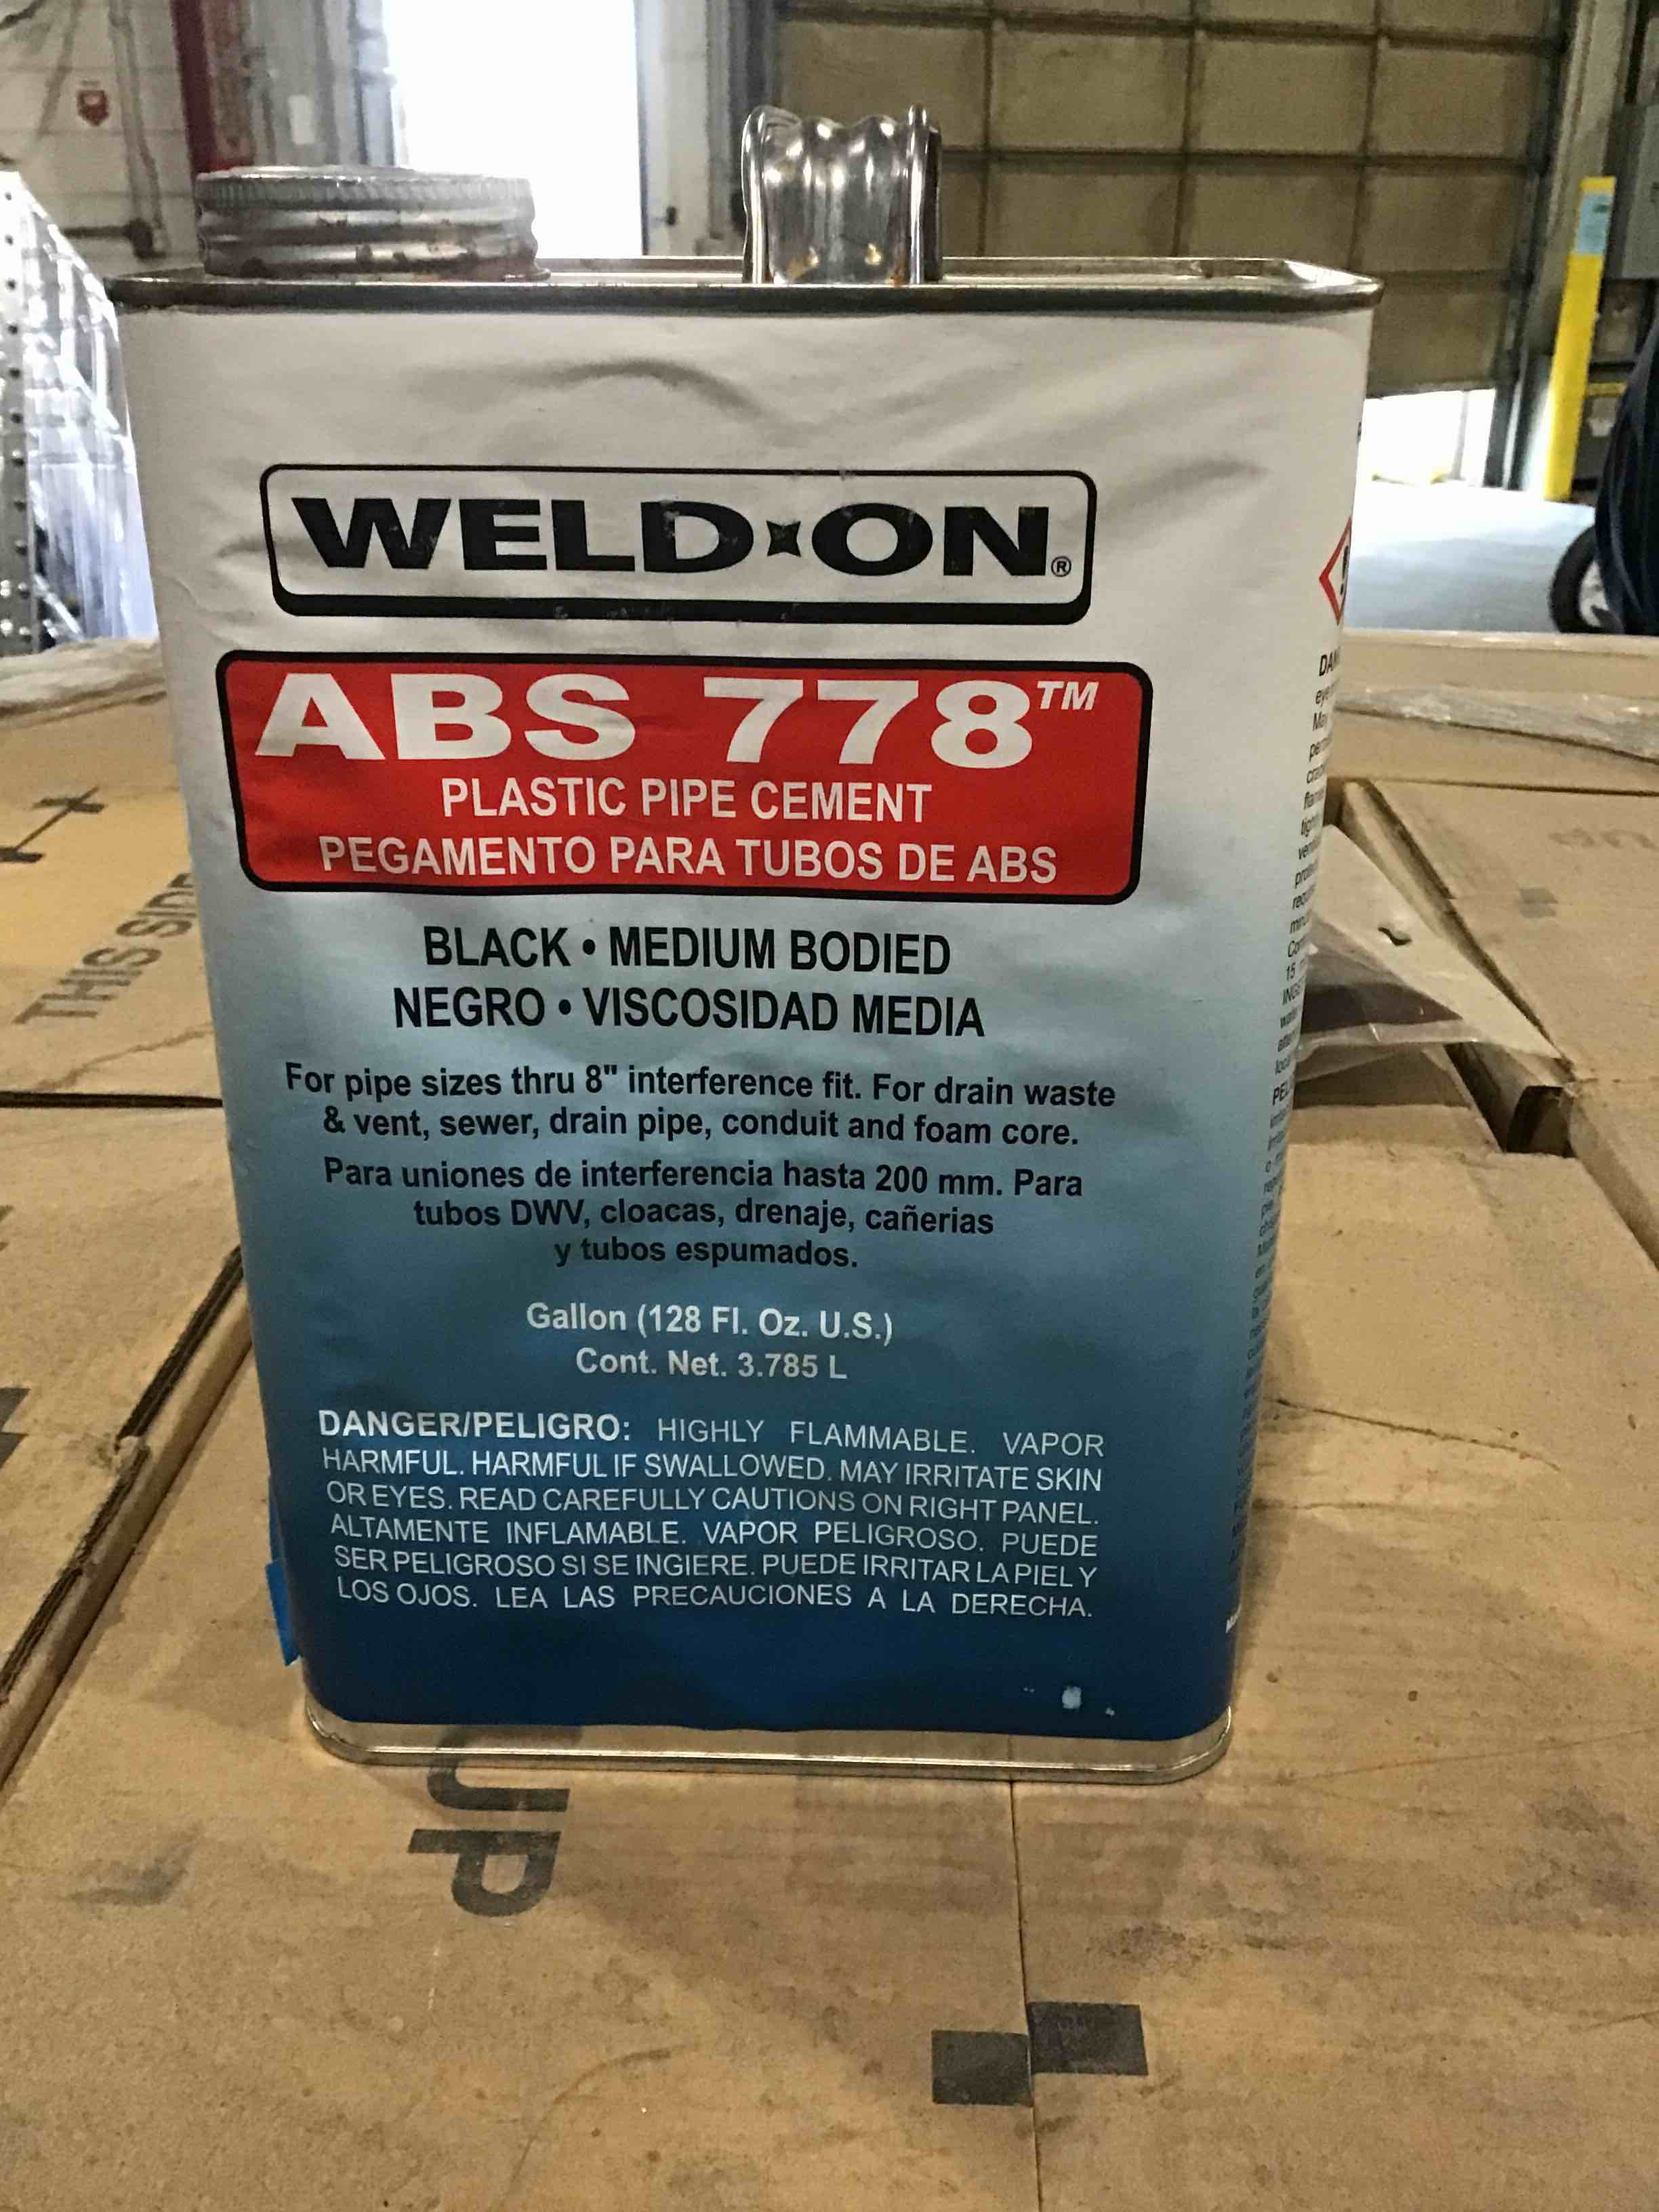 WELD-ON®
ABS 778™
PLASTIC PIPE CEMENT
PEGAMENTO PARA TUBOS DE ABS
BLACK • MEDIUM BODIED
NEGRO • VISCOSIDAD MEDIA
For pipe sizes thru 8" interference fit. For drain waste
& vent, sewer, drain pipe, conduit and foam core.
Para uniones de interferencia hasta 200 mm. Para
tubos DWV, cloacas, drenaje, cañerias
y tubos espumados.
Gallon (128 Fl. Oz. U.S.)
Cont. Net. 3.785 L
DANGER/PELIGRO: HIGHLY FLAMMABLE. VAPOR
HARMFUL. HARMFUL IF SWALLOWED. MAY IRRITATE SKIN
OR EYES. READ CAREFULLY CAUTIONS ON RIGHT PANEL.
ALTAMENTE INFLAMABLE. VAPOR PELIGROSO. PUEDE
SER PELIGROSO SI SE INGIERE. PUEDE IRRITAR LA PIEL Y
LOS OJOS. LEA LAS PRECAUCIONES A LA DERECHA.
THIS SID
UP